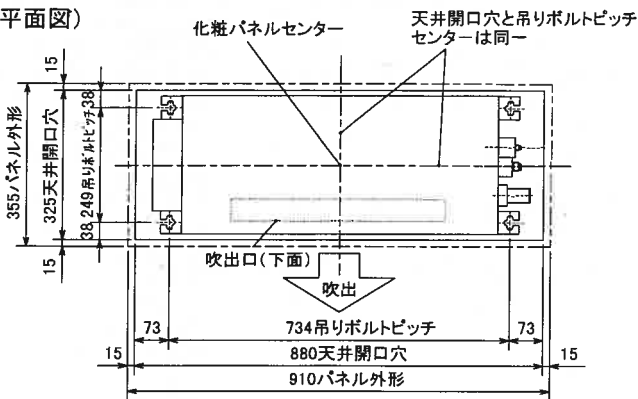 平面図)
化粧パネルセンター
天井開口穴と吊りボルトピッチ
センターは同一
15
355パネル外形
325天井開口穴
38
249吊りボルトピッチ
38
15
吹出口(下面)
吹出
73
734吊りボルトピッチ
73
15
880天井開口穴
15
910パネル外形